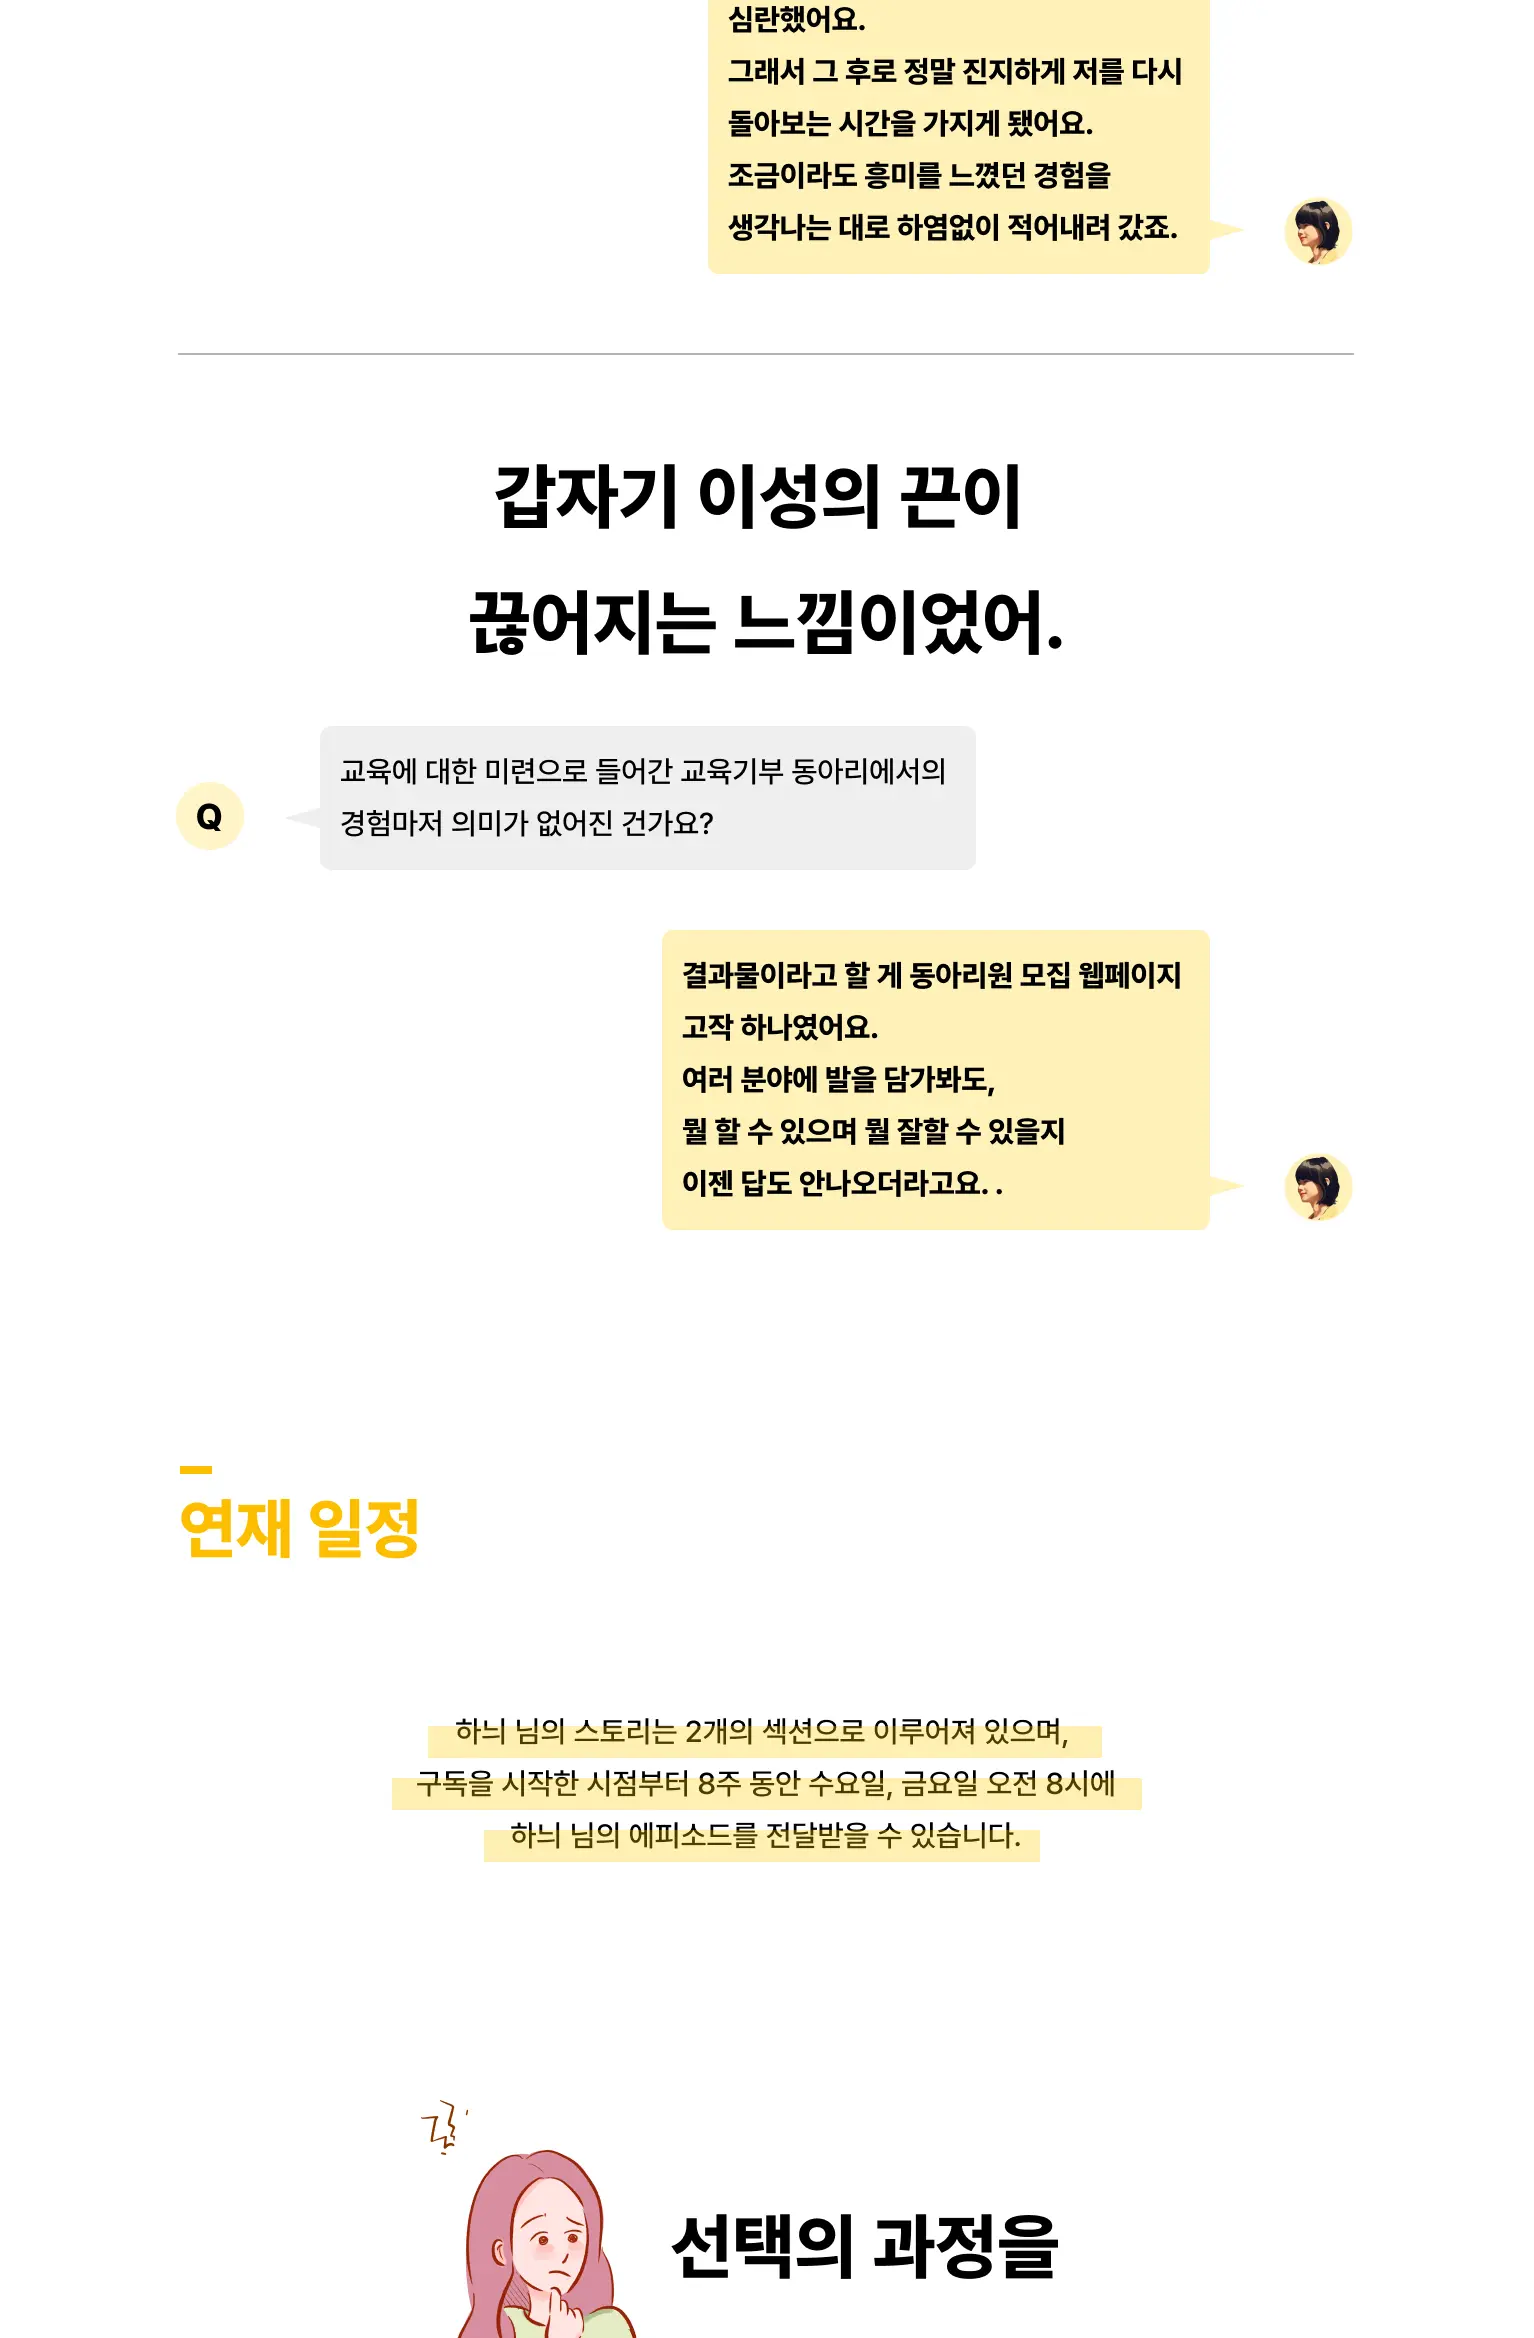 심란했어요.
그래서 그 후로 정말 진지하게 저를 다시
돌아보는 시간을 가지게 됐어요.
조금이라도 흥미를 느꼈던 경험을
생각나는 대로 하염없이 적어내려 갔죠.
갑자기 이성의 끈이
끊어지는 느낌이었어.
Q
교육에 대한 미련으로 들어간 교육기부 동아리에서의
경험마저 의미가 없어진 건가요?
결과물이라고 할 게 동아리원 모집 웹페이지
고작 하나였어요.
여러 분야에 발을 담가봐도,
뭘 할 수 있으며 뭘 잘할 수 있을지
이젠 답도 안나오더라고요. .
연재 일정
하늬 님의 스토리는 2개의 섹션으로 이루어져 있으며,
구독을 시작한 시점부터 8주 동안 수요일, 금요일 오전 8시에
하늬 님의 에피소드를 전달받을 수 있습니다.
선택의 과정을